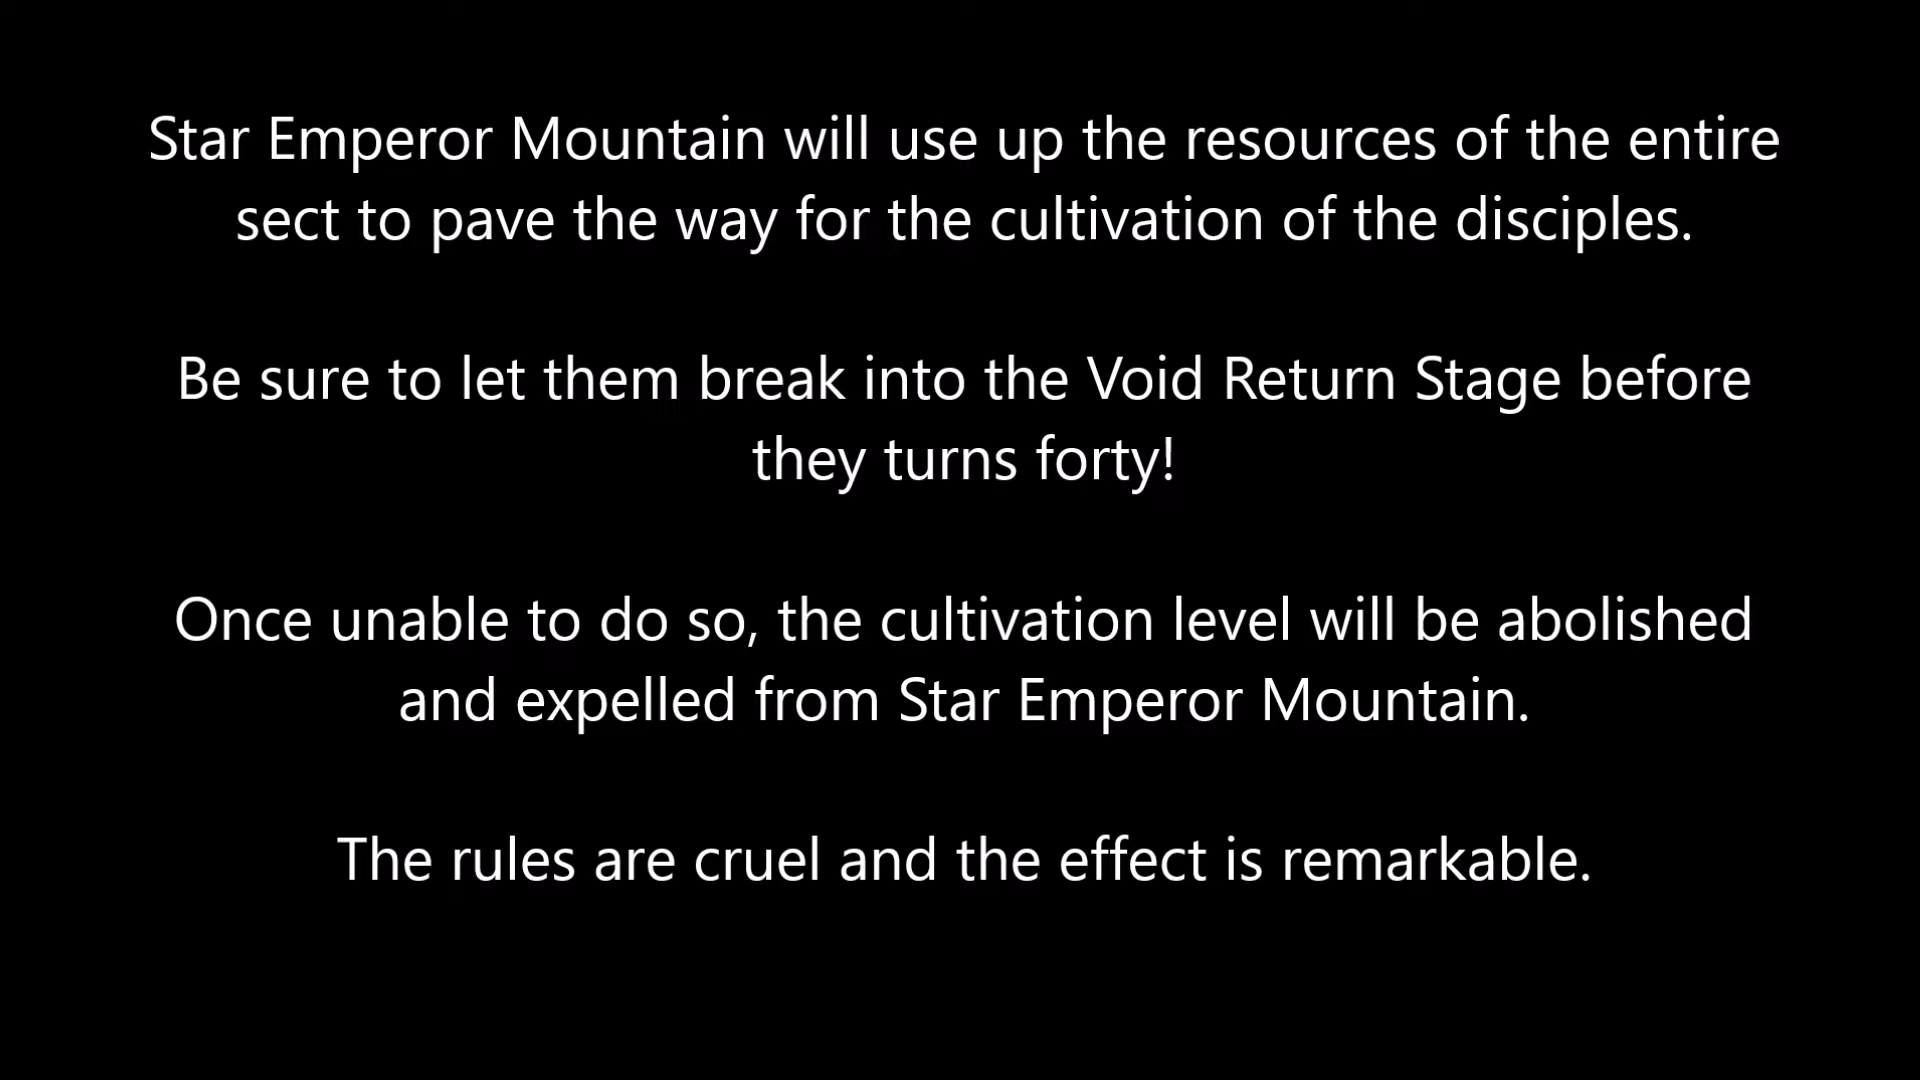 Star Emperor Mountain will use up the resources of the entire
sect to pave the way for the cultivation of the disciples.
Be sure to let them break into the Void Return Stage before
they turns forty!
Once unable to do so, the cultivation level will be abolished
and expelled from Star Emperor Mountain.
The rules are cruel and the effect is remarkable.